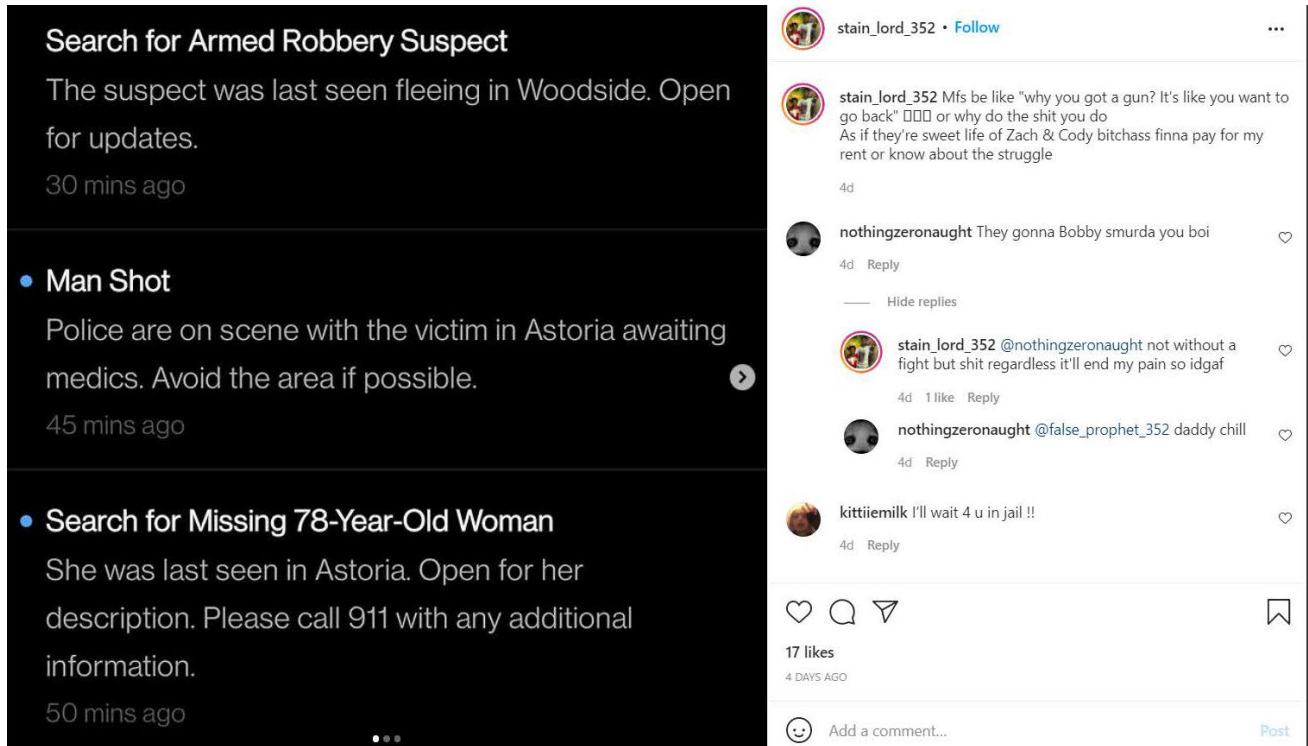 Search for Armed Robbery Suspect
The suspect was last seen fleeing in Woodside. Open
for updates.
30 mins ago
Man Shot
Police are on scene with the victim in Astoria awaiting
medics. Avoid the area if possible.
45 mins ago
Search for Missing 78-Year-Old Woman
She was last seen in Astoria. Open for her
description. Please call 911 with any additional
information.
50 mins ago
stain_lord_352 • Follow
stain_lord_352 Mfs be like "why you got a gun? It's like you want to
go back" ▯▯▯ or why do the shit you do
As if they're sweet life of Zach & Cody bitchass finna pay for my
rent or know about the struggle
4d
nothingzeronaught They gonna Bobby smurda you boi
4d Reply
Hide replies
stain_lord_352 @nothingzeronaught not without a
fight but shit regardless it'll end my pain so idgaf
4d 1 like Reply
nothingzeronaught @false_prophet_352 daddy chill
4d Reply
kittiiemilk I'll wait 4 u in jail !!
4d Reply
17 likes
4 DAYS AGO
Add a comment...
Post